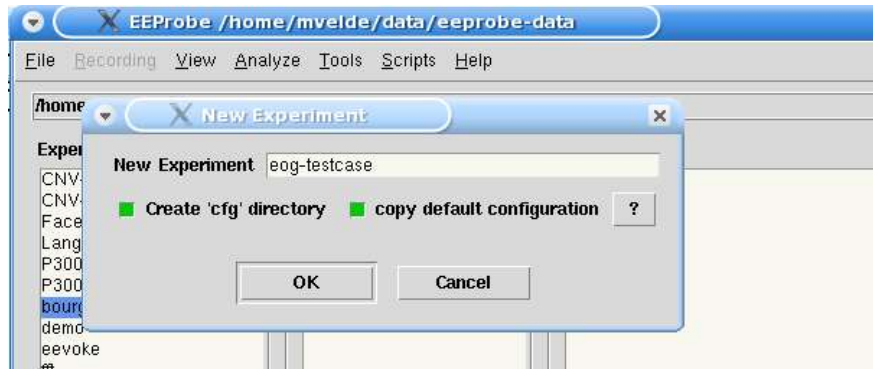 EEProbe /home/mvelde/data/eeprobe-data
File Recording View Analyze Tools Scripts Help
/home
New Experiment
Exper
New Experiment eog-testcase
Create 'cfg' directory copy default configuration ?
OK Cancel
CNV-
CNV-
Face
Lang
P300
P300
bourg
demo
eevoke